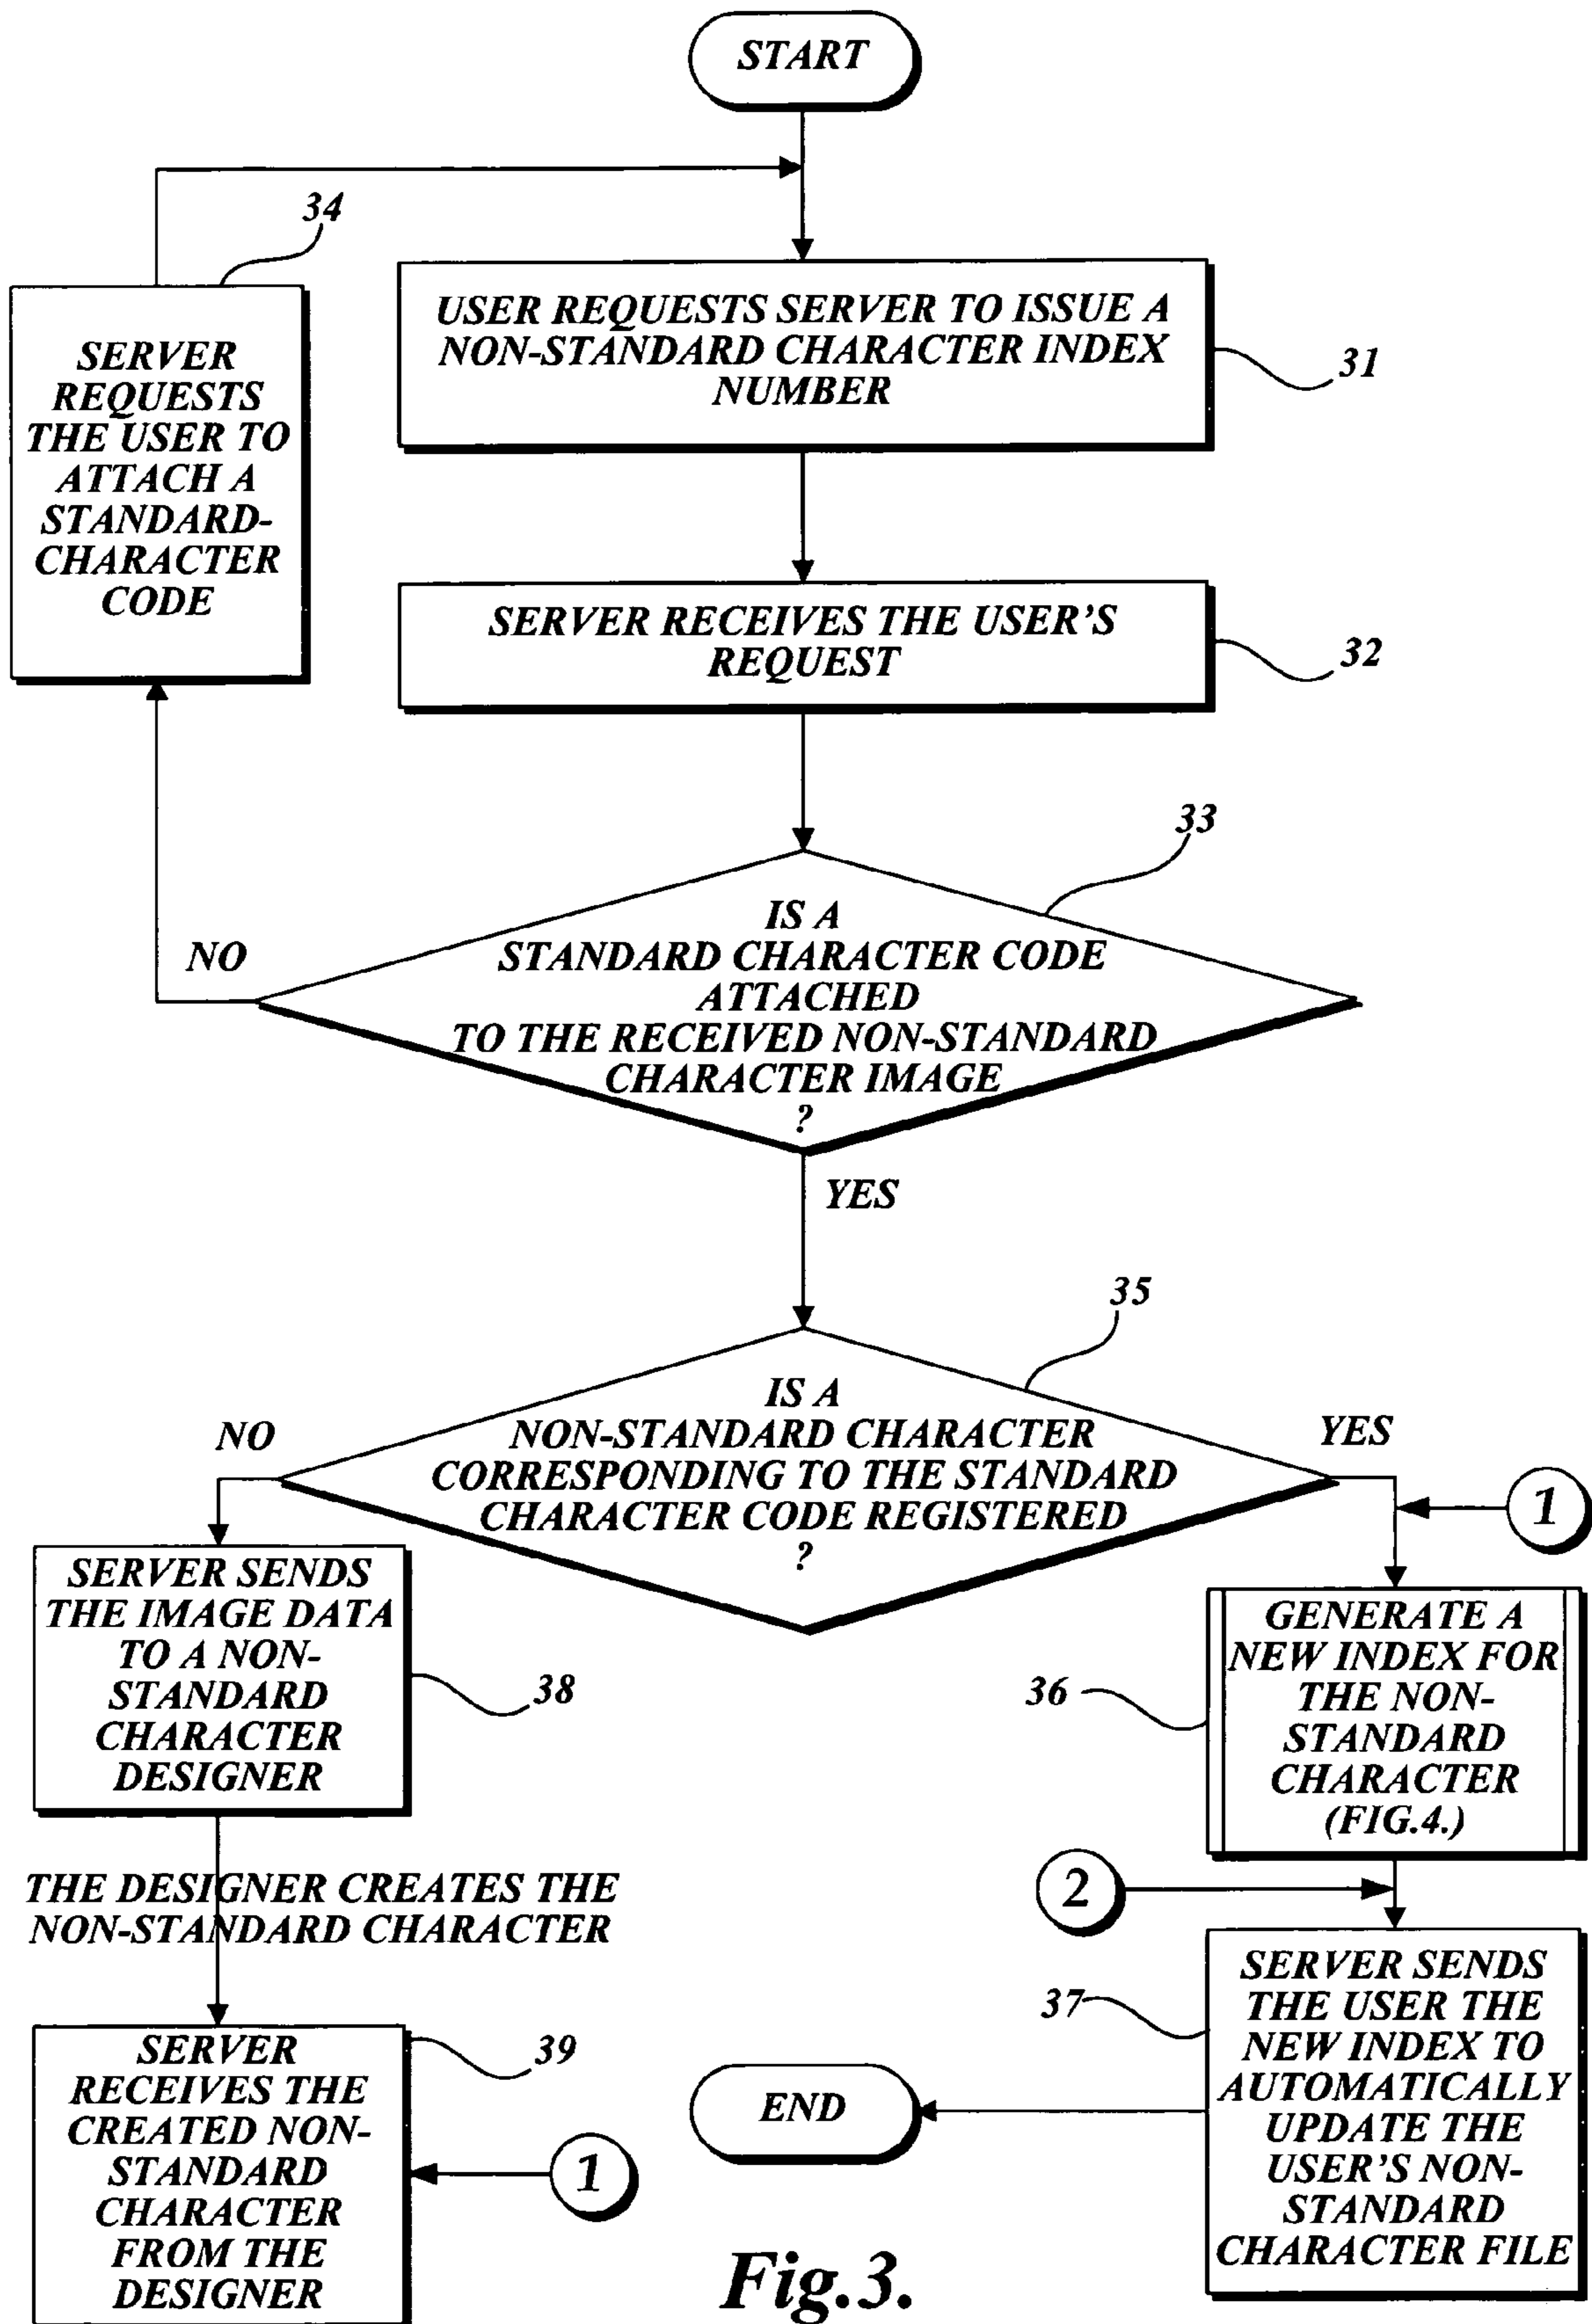 START
34
SERVER
REQUESTS
THE USER TO
ATTACH A
STANDARD-
CHARACTER
CODE
USER REQUESTS SERVER TO ISSUE A
NON-STANDARD CHARACTER INDEX
NUMBER
31
SERVER RECEIVES THE USER'S
REQUEST
32
33
IS A
STANDARD CHARACTER CODE
ATTACHED
TO THE RECEIVED NON-STANDARD
CHARACTER IMAGE
?
NO
YES
35
IS A
NON-STANDARD CHARACTER
CORRESPONDING TO THE STANDARD
CHARACTER CODE REGISTERED
?
NO
YES
1
SERVER SENDS
THE IMAGE DATA
TO A NON-
STANDARD
CHARACTER
DESIGNER
38
36
GENERATE A
NEW INDEX FOR
THE NON-
STANDARD
CHARACTER
(FIG.4.)
THE DESIGNER CREATES THE
NON-STANDARD CHARACTER
2
37
SERVER SENDS
THE USER THE
NEW INDEX TO
AUTOMATICALLY
UPDATE THE
USER'S NON-
STANDARD
CHARACTER FILE
SERVER
RECEIVES THE
CREATED NON-
STANDARD
CHARACTER
FROM THE
DESIGNER
39
1
END
Fig.3.